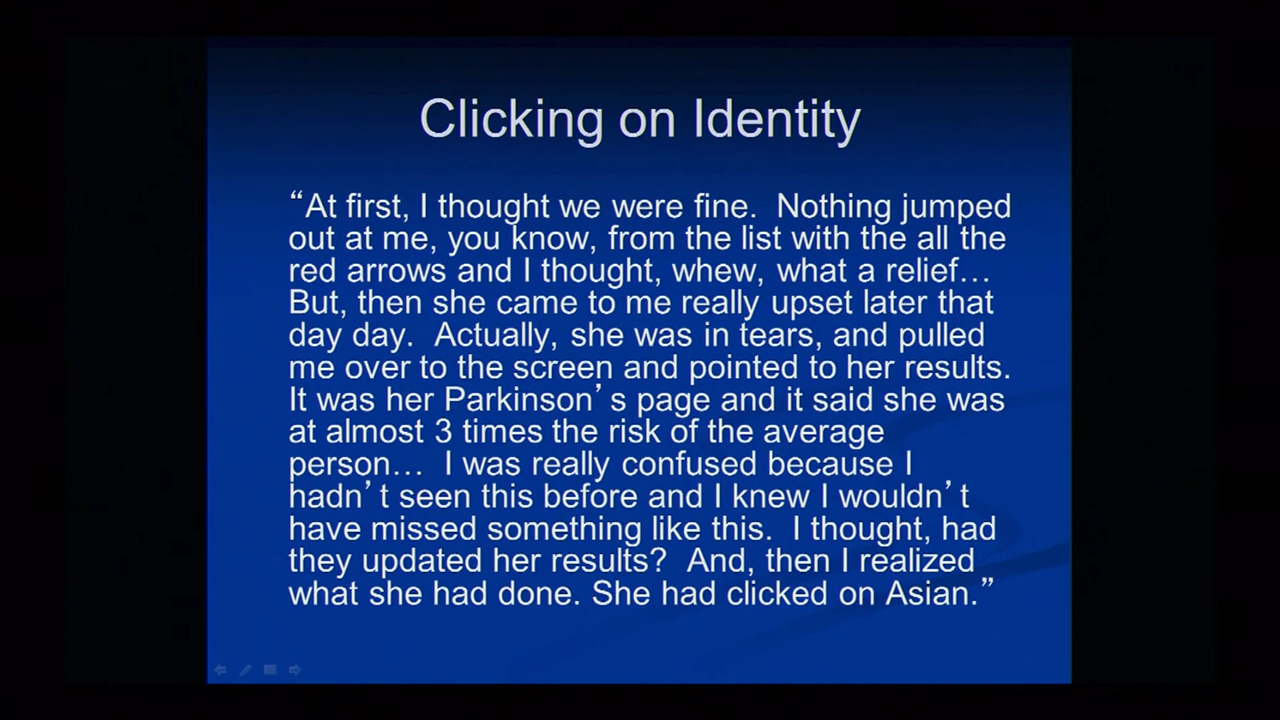 Clicking on Identity
“At first, I thought we were fine.  Nothing jumped
out at me, you know, from the list with the all the
red arrows and I thought, whew, what a relief…
But, then she came to me really upset later that
day day.  Actually, she was in tears, and pulled
me over to the screen and pointed to her results.
It was her Parkinson’s page and it said she was
at almost 3 times the risk of the average
person…  I was really confused because I
hadn’t seen this before and I knew I wouldn’t
have missed something like this.  I thought, had
they updated her results?  And, then I realized
what she had done. She had clicked on Asian.”